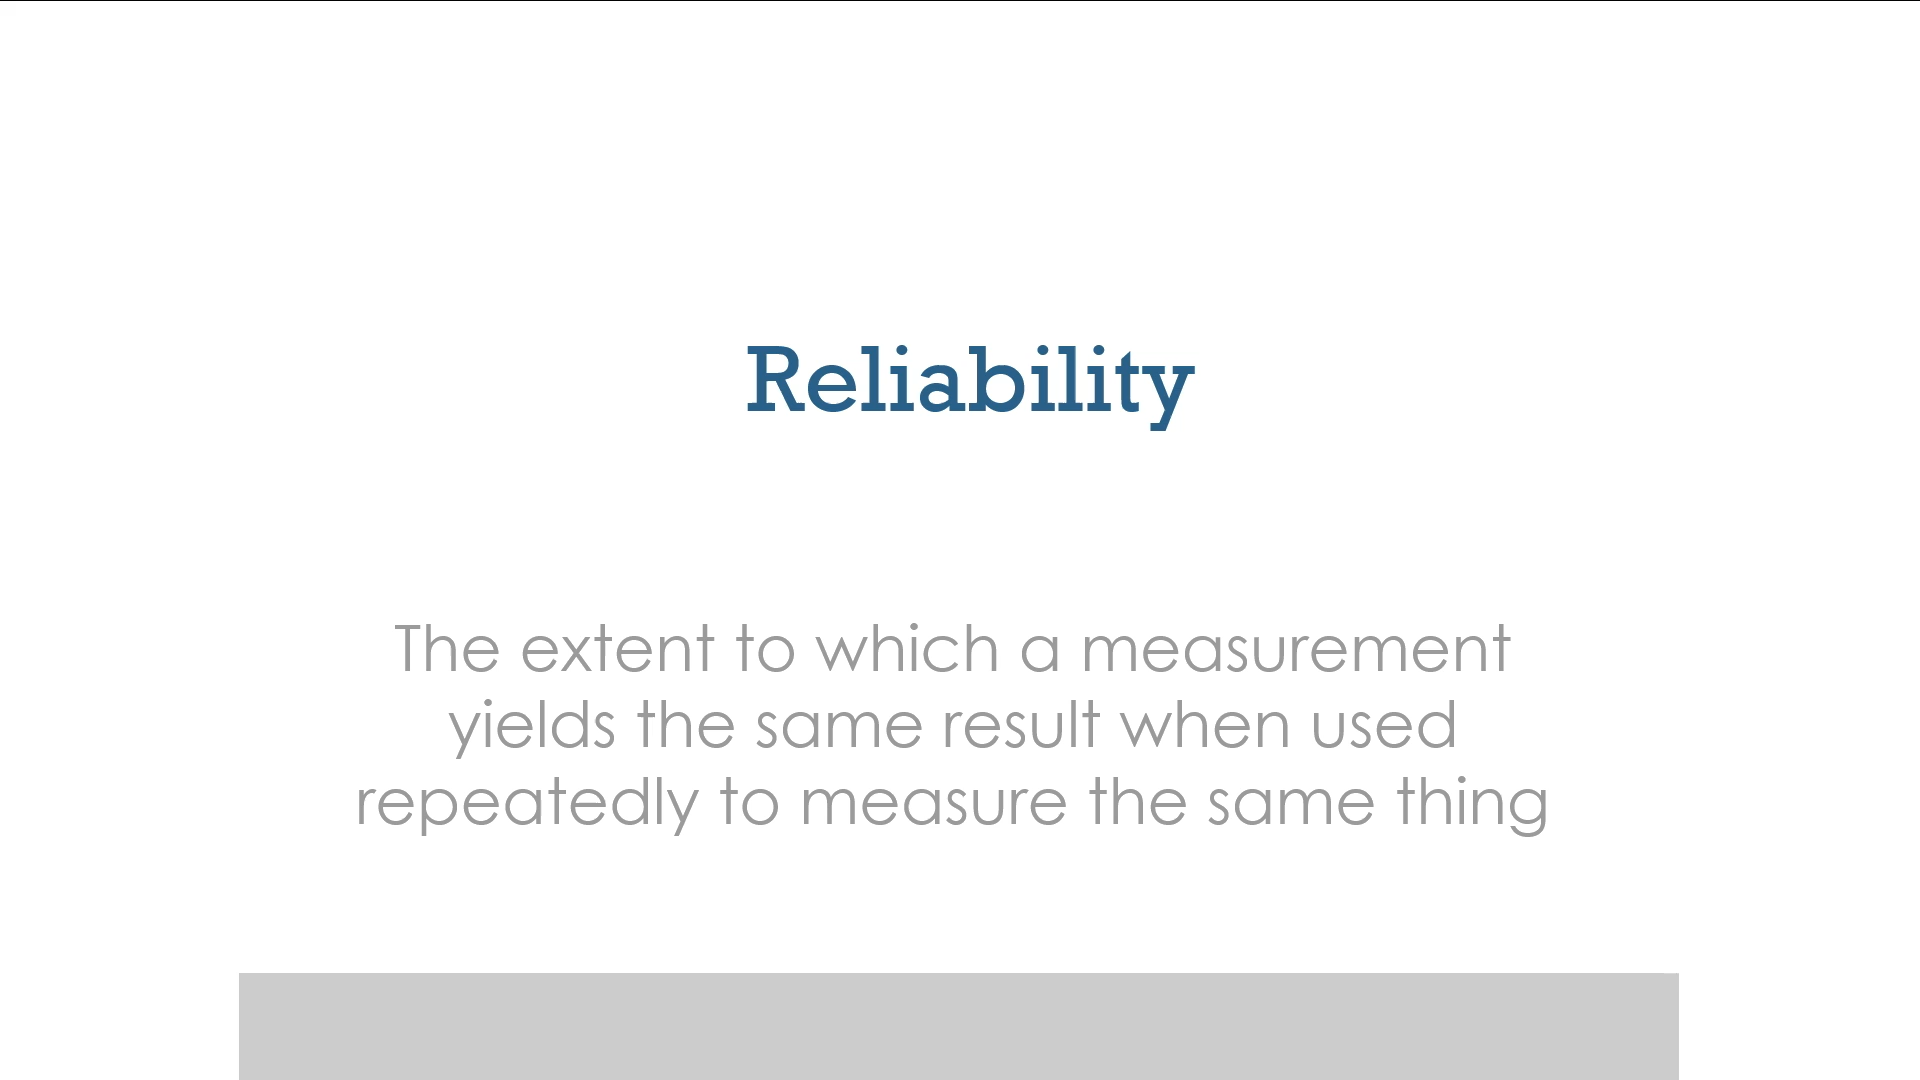 Reliability
The extent to which a measurement
yields the same result when used
repeatedly to measure the same thing